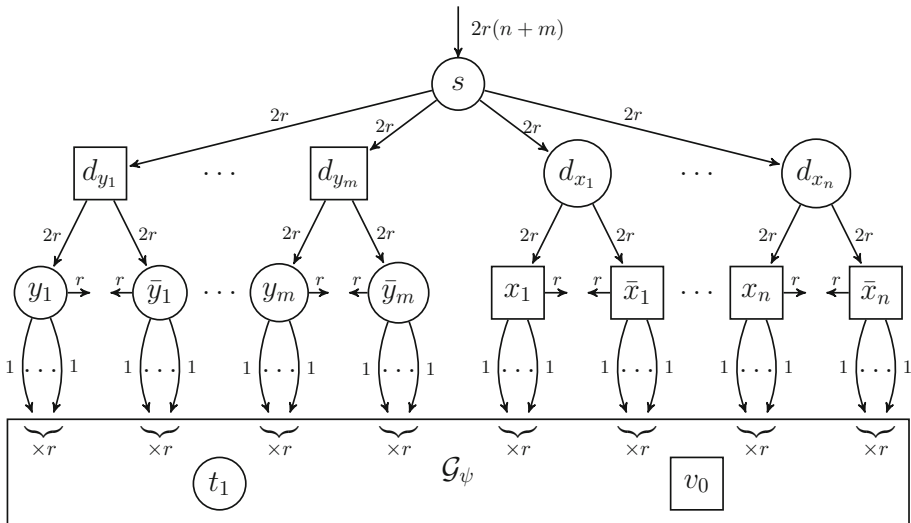 2r(n + m)
s
2r 2r 2r 2r
d_{y_1} · · · d_{y_m} d_{x_1} · · · d_{x_n}
2r 2r 2r 2r 2r 2r 2r 2r
y_1 r r ȳ_1 · · · y_m r r ȳ_m x_1 r r x̄_1 · · · x_n r r x̄_n
1 · · · 1 1 · · · 1 1 · · · 1 1 · · · 1 1 · · · 1 1 · · · 1 1 · · · 1 1 · · · 1
×r ×r ×r ×r ×r ×r ×r ×r
t_1 𝒢_ψ v_0